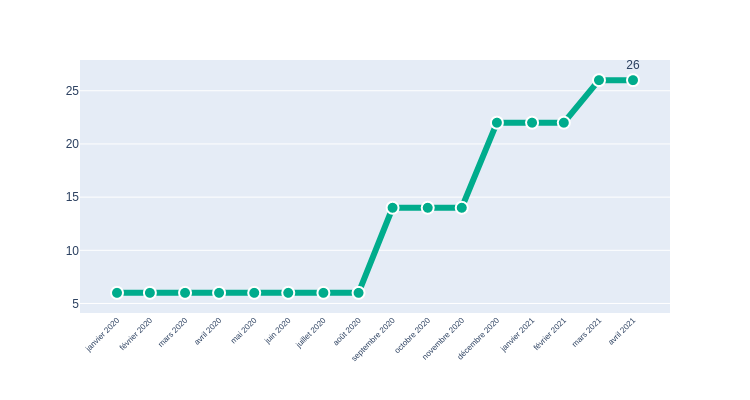 26
25
20
15
10
5
janvier 2020
février 2020
mars 2020
avril 2020
mai 2020
juin 2020
juillet 2020
août 2020
septembre 2020
octobre 2020
novembre 2020
décembre 2020
janvier 2021
février 2021
mars 2021
avril 2021